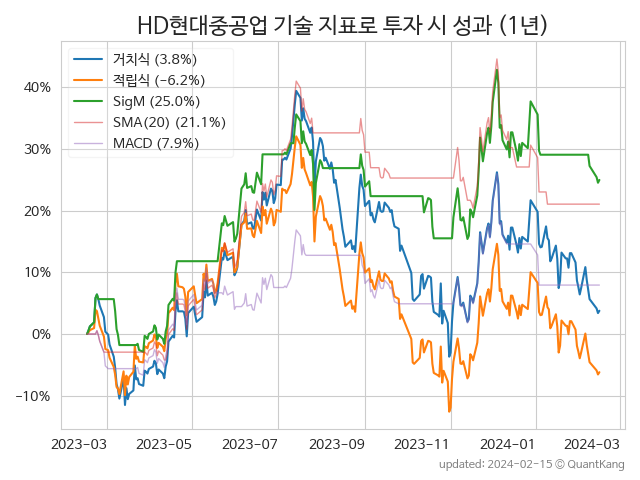 HD현대중공업 기술 지표로 투자 시 성과 (1년)
거치식 (3.8%)
적립식 (−6.2%)
SigM (25.0%)
SMA(20) (21.1%)
MACD (7.9%)
40%
30%
20%
10%
0%
−10%
2023-03 2023-05 2023-07 2023-09 2023-11 2024-01 2024-03
updated: 2024-02-15 © QuantKang